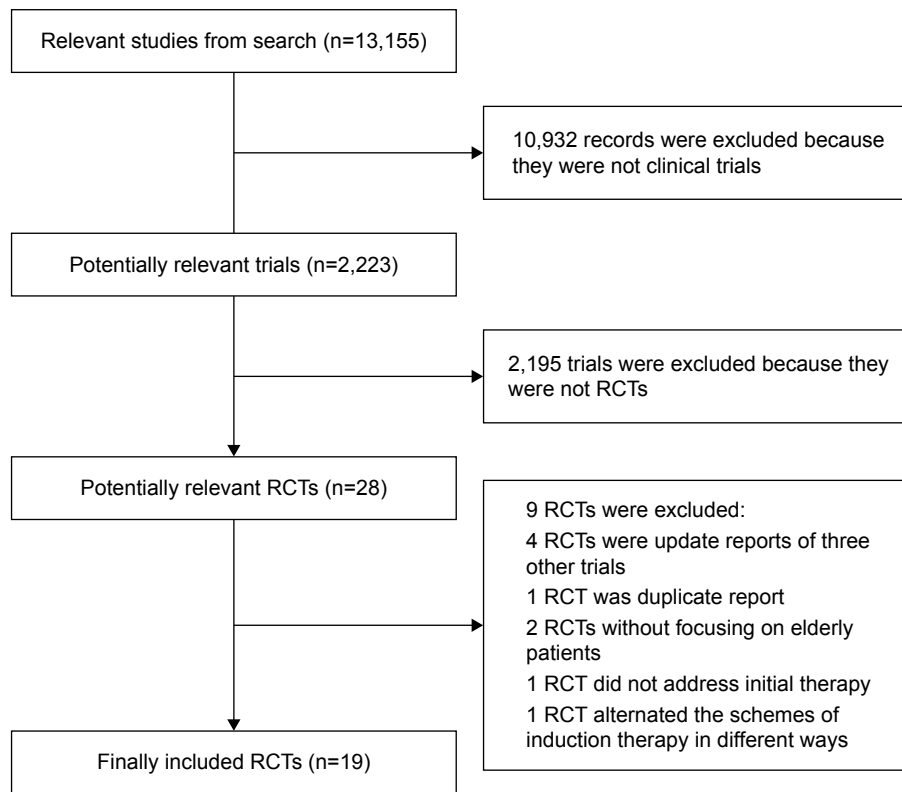 Relevant studies from search (n=13,155)
10,932 records were excluded because
they were not clinical trials
Potentially relevant trials (n=2,223)
2,195 trials were excluded because they
were not RCTs
Potentially relevant RCTs (n=28)
9 RCTs were excluded:
4 RCTs were update reports of three
other trials
1 RCT was duplicate report
2 RCTs without focusing on elderly
patients
1 RCT did not address initial therapy
1 RCT alternated the schemes of
induction therapy in different ways
Finally included RCTs (n=19)